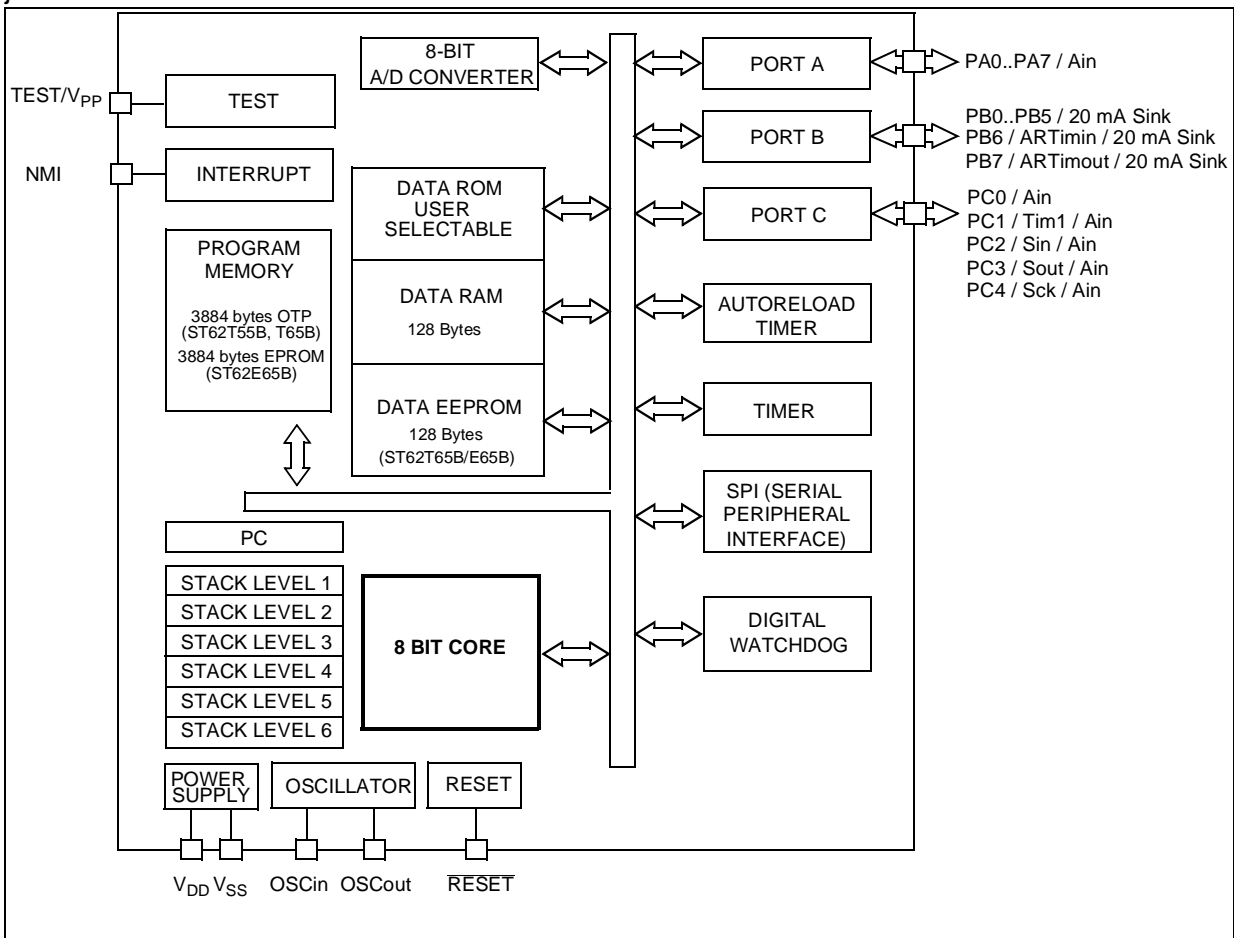 8-BIT
A/D CONVERTER
PORT A
PA0..PA7 / Ain
TEST/VPP
TEST
PORT B
PB0..PB5 / 20 mA Sink
PB6 / ARTimin / 20 mA Sink
PB7 / ARTimout / 20 mA Sink
NMI
INTERRUPT
DATA ROM
USER
SELECTABLE
PORT C
PC0 / Ain
PC1 / Tim1 / Ain
PC2 / Sin / Ain
PC3 / Sout / Ain
PC4 / Sck / Ain
PROGRAM
MEMORY
3884 bytes OTP
(ST62T55B, T65B)
3884 bytes EPROM
(ST62E65B)
DATA RAM
128 Bytes
AUTORELOAD
TIMER
DATA EEPROM
128 Bytes
(ST62T65B/E65B)
TIMER
SPI (SERIAL
PERIPHERAL
INTERFACE)
PC
STACK LEVEL 1
STACK LEVEL 2
STACK LEVEL 3
STACK LEVEL 4
STACK LEVEL 5
STACK LEVEL 6
8 BIT CORE
DIGITAL
WATCHDOG
POWER
SUPPLY
OSCILLATOR
RESET
VDD VSS
OSCin OSCout
RESET